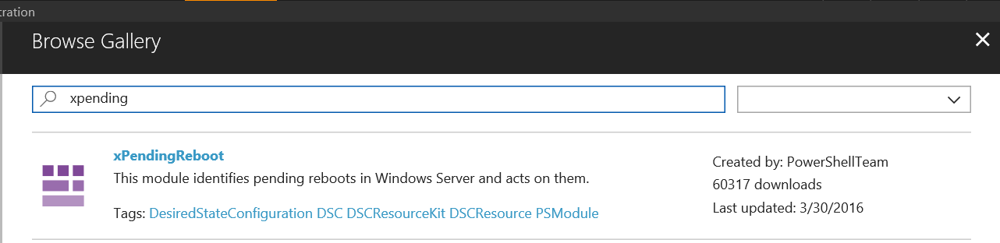 tration
Browse Gallery
xpending
xPendingReboot
This module identifies pending reboots in Windows Server and acts on them.
Tags: DesiredStateConfiguration DSC DSCResourceKit DSCResource PSModule
Created by: PowerShellTeam
60317 downloads
Last updated: 3/30/2016